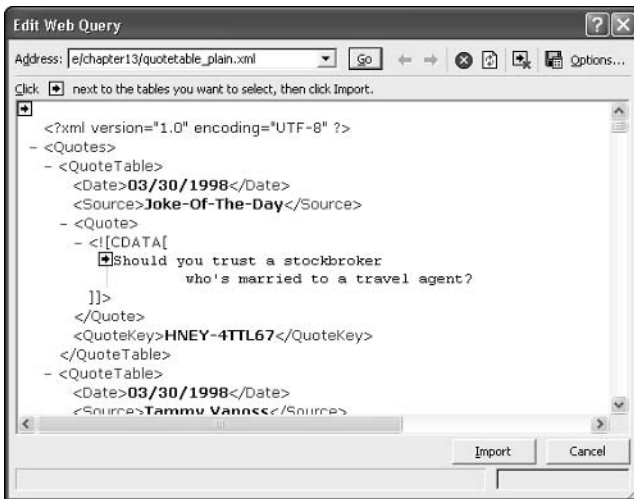 Edit Web Query
Address: e/chapter13/quotetable_plain.xml Go Options...
Click next to the tables you want to select, then click Import.
<?xml version="1.0" encoding="UTF-8" ?>
- <Quotes>
- <QuoteTable>
<Date>03/30/1998</Date>
<Source>Joke-Of-The-Day</Source>
- <Quote>
- <![CDATA[
Should you trust a stockbroker
who's married to a travel agent?
]]>
</Quote>
<QuoteKey>HNEY-4TTL67</QuoteKey>
</QuoteTable>
- <QuoteTable>
<Date>03/30/1998</Date>
<Source>Tammy Vanoss</Source>
Import Cancel